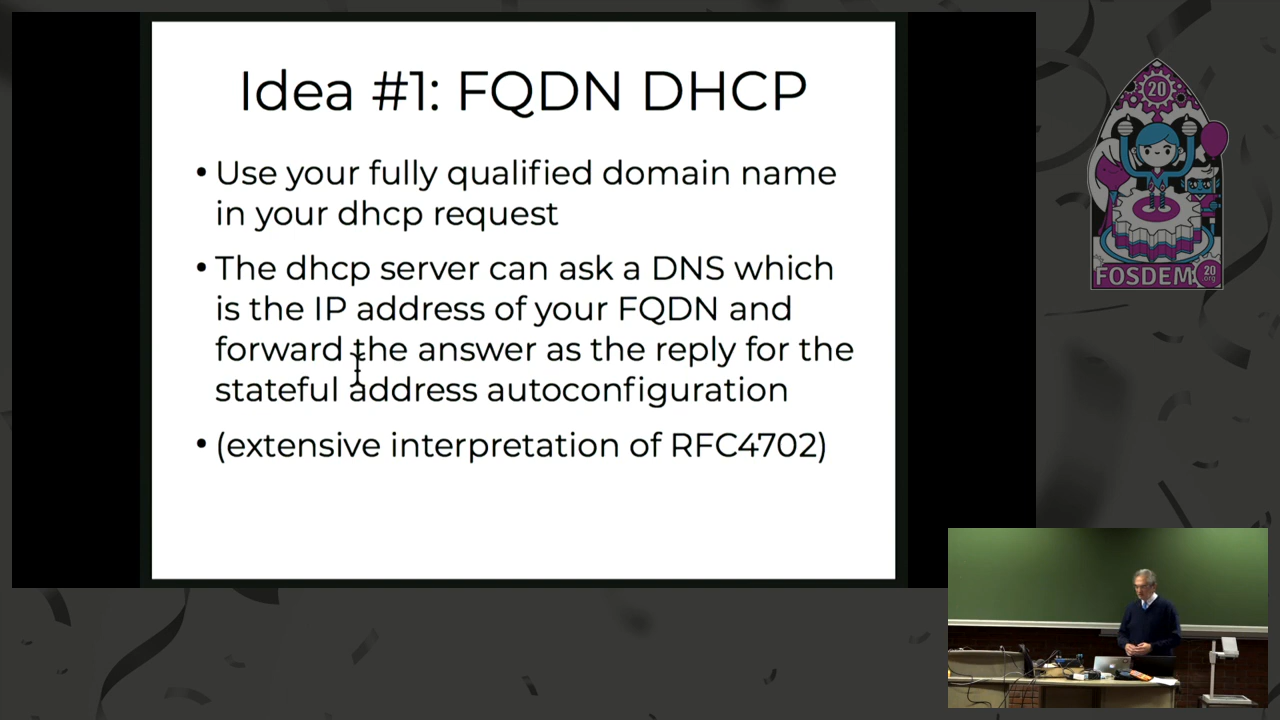 Idea #1: FQDN DHCP
• Use your fully qualified domain name
in your dhcp request
• The dhcp server can ask a DNS which
is the IP address of your FQDN and
forward the answer as the reply for the
stateful address autoconfiguration
• (extensive interpretation of RFC4702)
20
FOSDEM
20
.org